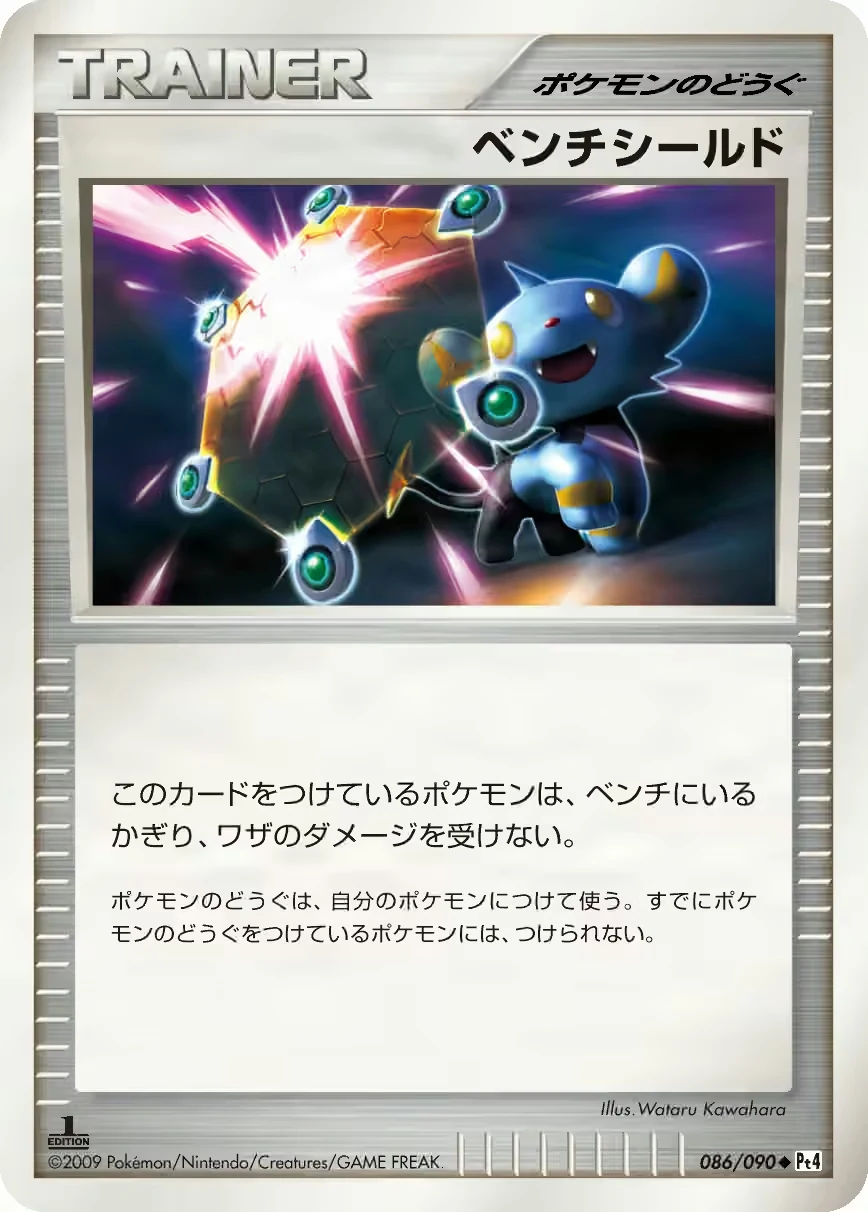 TRAINER
ポケモンのどうぐ
ベンチシールド
このカードをつけているポケモンは、ベンチにいる
かぎり、ワザのダメージを受けない。
ポケモンのどうぐは、自分のポケモンにつけて使う。すでにポケ
モンのどうぐをつけているポケモンには、つけられない。
Illus. Wataru Kawahara
1
EDITION
©2009 Pokémon/Nintendo/Creatures/GAME FREAK.
086/090 ◆ Pt4